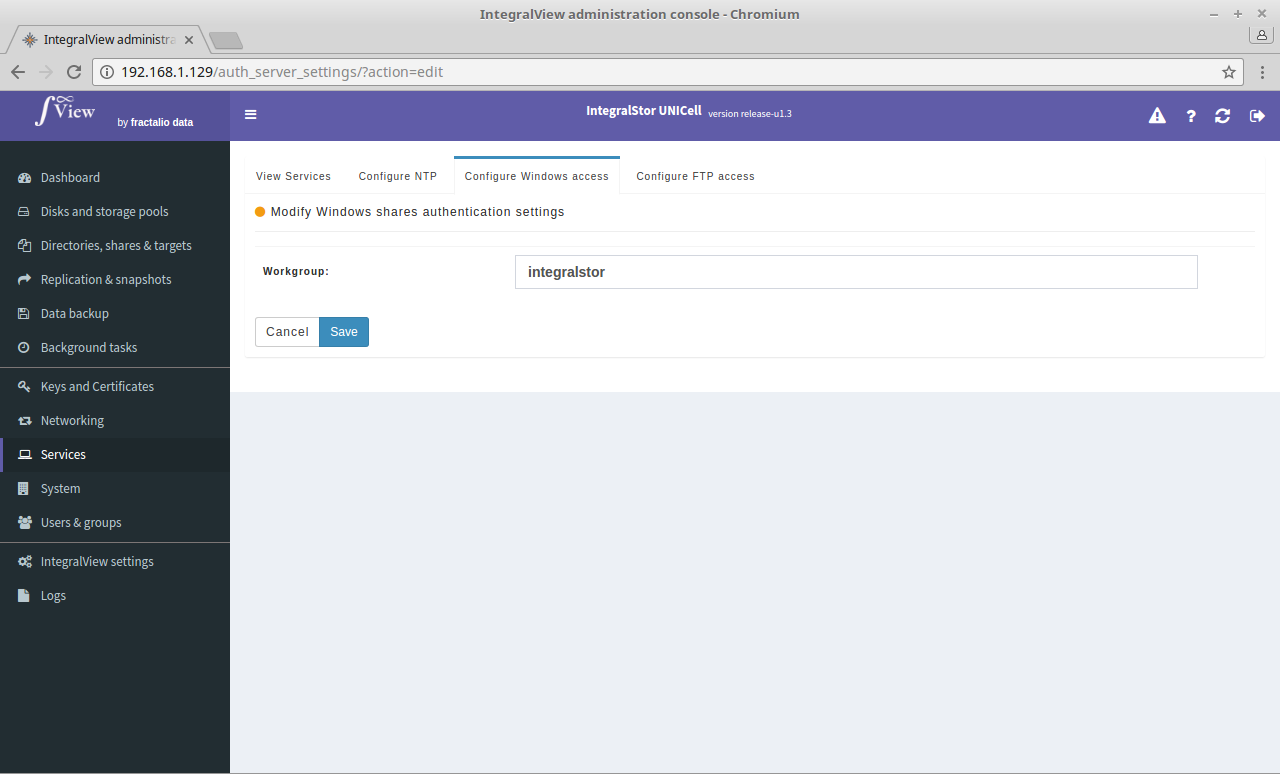 IntegralView administration console - Chromium
IntegralView administra
192.168.1.129/auth_server_settings/?action=edit
∫∞View by fractalio data
IntegralStor UNICell version release-u1.3
Dashboard
Disks and storage pools
Directories, shares & targets
Replication & snapshots
Data backup
Background tasks
Keys and Certificates
Networking
Services
System
Users & groups
IntegralView settings
Logs
View Services Configure NTP Configure Windows access Configure FTP access
Modify Windows shares authentication settings
Workgroup: integralstor
Cancel Save